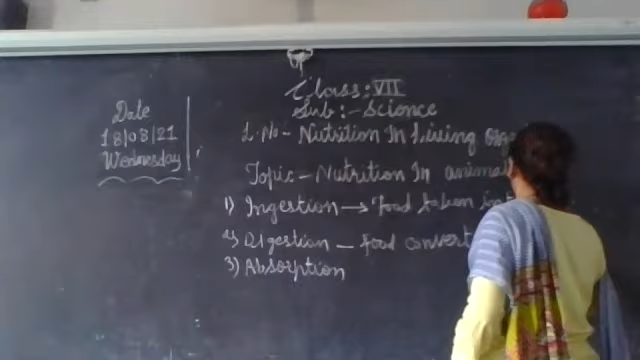 Class: VII
Sub :- Science
Date
18/08/21
Wednesday
L.No- Nutrition In Living
Topic - Nutrition In animal
1) Ingestion → food taken
2) Digestion - Food convert
3) Absorption